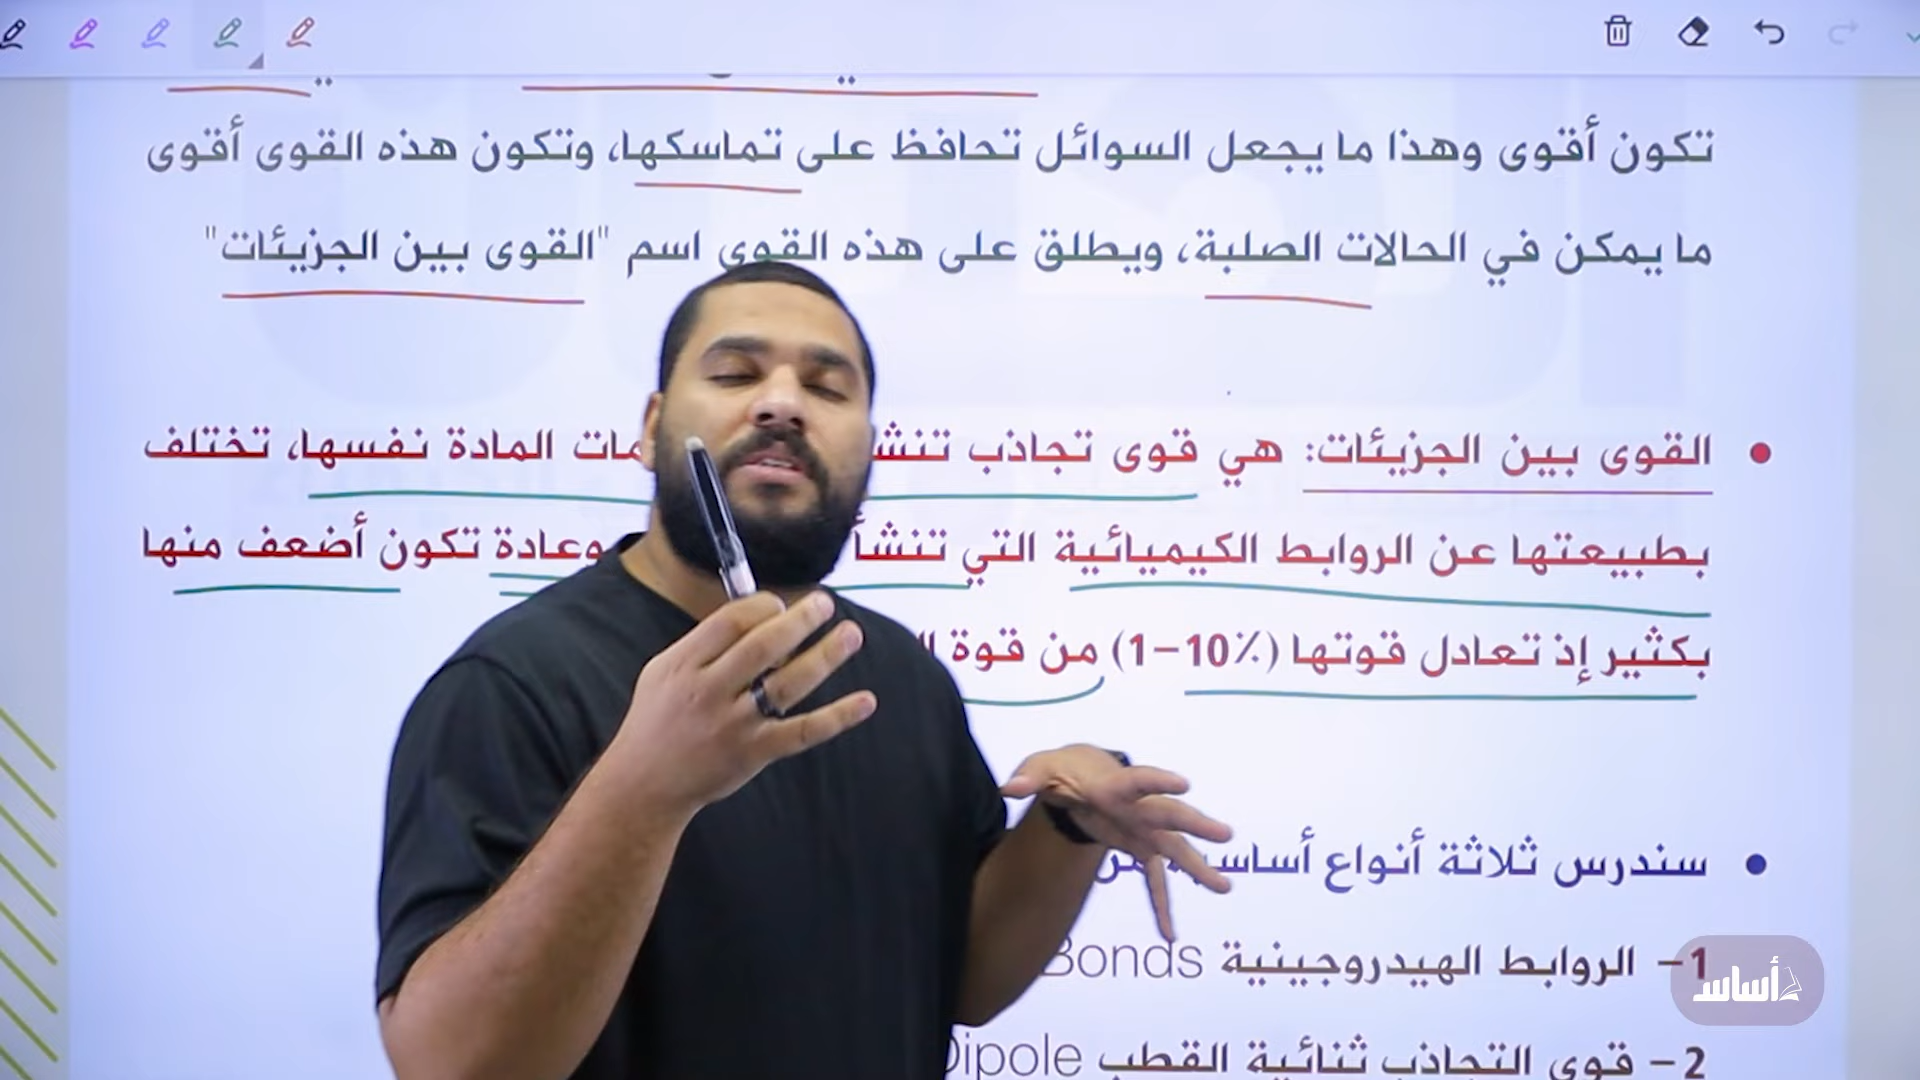 تكون أقوى وهذا ما يجعل السوائل تحافظ على تماسكها، وتكون هذه القوى أقوى
ما يمكن في الحالات الصلبة، ويطلق على هذه القوى اسم "القوى بين الجزيئات"
• القوى بين الجزيئات: هي قوى تجاذب المادة نفسها، تختلف
بطبيعتها عن الروابط الكيميائية التي تنشأ وعادة تكون أضعف منها
بكثير إذ تعادل قوتها (1-10٪) من قوة
• سندرس ثلاثة أنواع
1- الروابط الهيدروجينية Bonds
2- قوى التجاذب ثنائية القطب Dipole
أساس